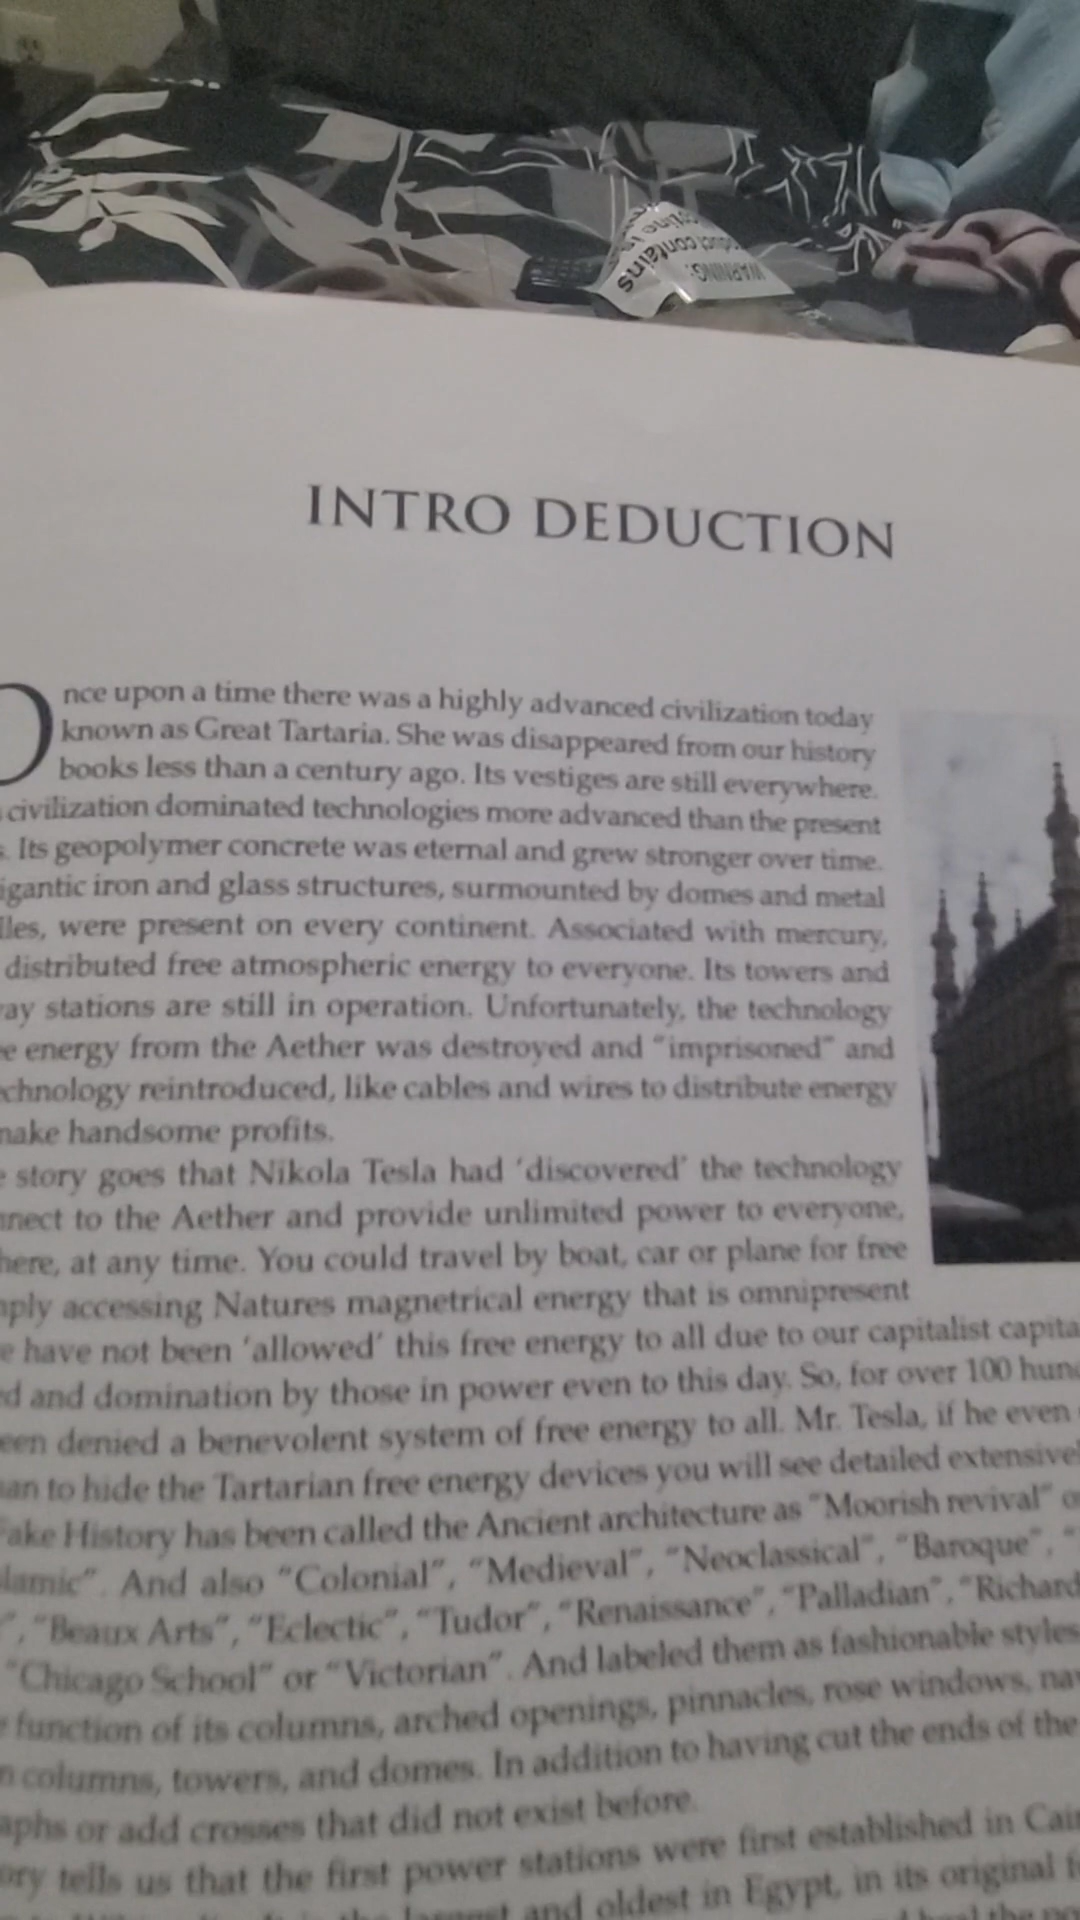 WARNING:
duct contains
INTRO DEDUCTION
Once upon a time there was a highly advanced civilization today
known as Great Tartaria. She was disappeared from our history
books less than a century ago. Its vestiges are still everywhere.
civilization dominated technologies more advanced than the present
Its geopolymer concrete was eternal and grew stronger over time.
igantic iron and glass structures, surmounted by domes and metal
lles, were present on every continent. Associated with mercury,
distributed free atmospheric energy to everyone. Its towers and
ay stations are still in operation. Unfortunately, the technology
e energy from the Aether was destroyed and "imprisoned" and
echnology reintroduced, like cables and wires to distribute energy
make handsome profits.
e story goes that Nikola Tesla had 'discovered' the technology
nnect to the Aether and provide unlimited power to everyone,
here, at any time. You could travel by boat, car or plane for free
mply accessing Natures magnetrical energy that is omnipresent
e have not been 'allowed' this free energy to all due to our capitalist capita
ed and domination by those in power even to this day. So, for over 100 hund
een denied a benevolent system of free energy to all. Mr. Tesla, if he even
an to hide the Tartarian free energy devices you will see detailed extensivel
Fake History has been called the Ancient architecture as "Moorish revival" o
lamic". And also "Colonial", "Medieval", "Neoclassical", "Baroque", "
", "Beaux Arts", "Eclectic", "Tudor", "Renaissance", "Palladian", "Richard
"Chicago School" or "Victorian". And labeled them as fashionable styles
e function of its columns, arched openings, pinnacles, rose windows, na
n columns, towers, and domes. In addition to having cut the ends of the
aphs or add crosses that did not exist before.
ory tells us that the first power stations were first established in Cai
largest and oldest in Egypt, in its original f